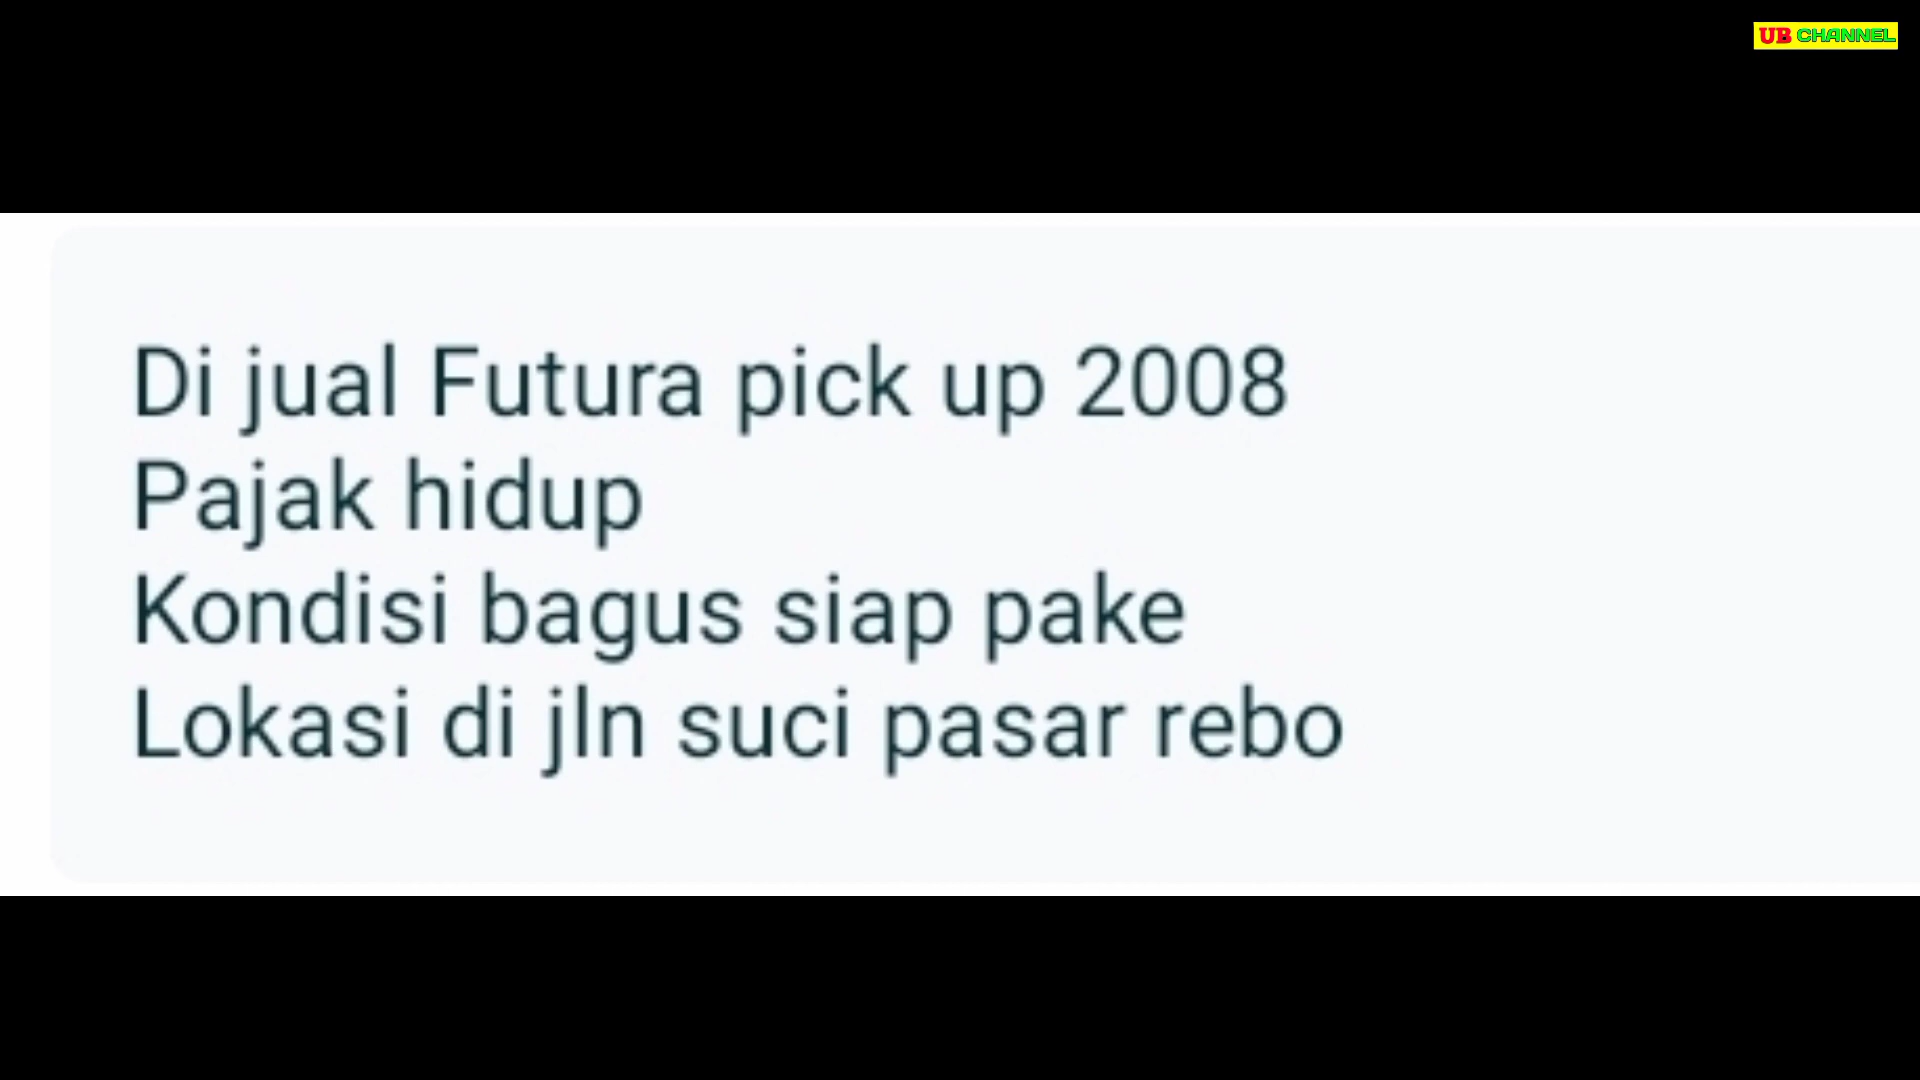 UB CHANNEL
Di jual Futura pick up 2008
Pajak hidup
Kondisi bagus siap pake
Lokasi di jln suci pasar rebo